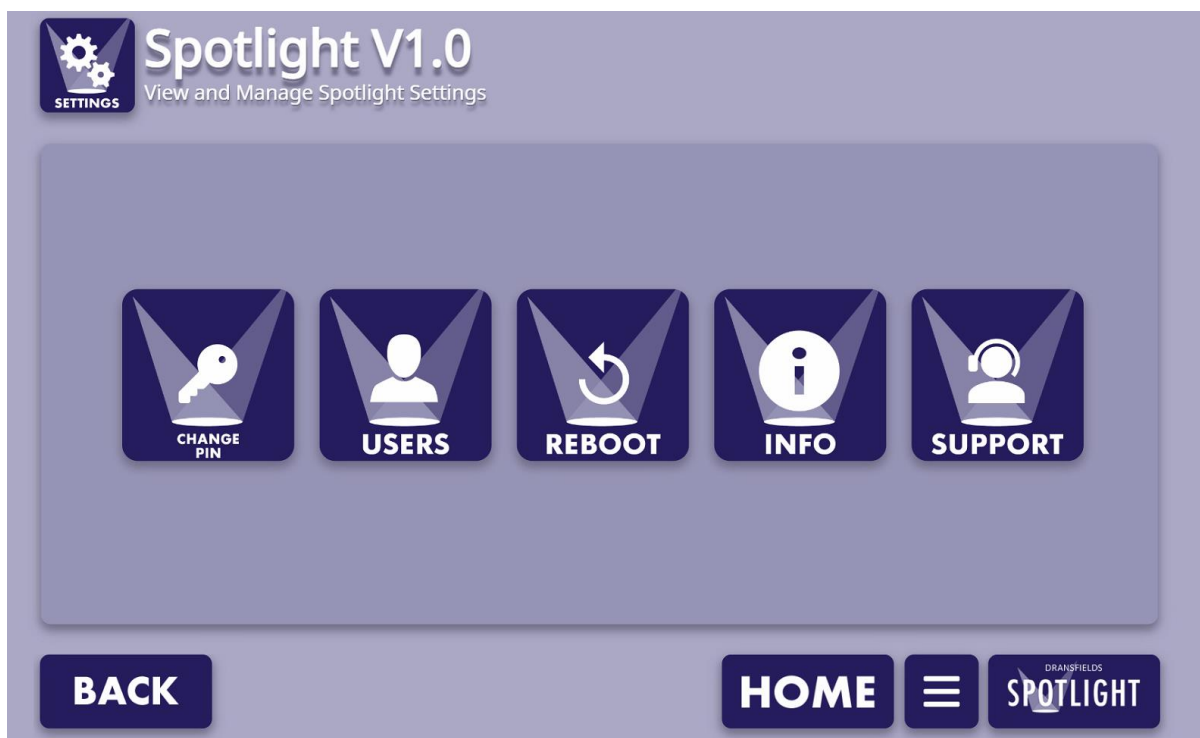 SETTINGS
Spotlight V1.0
View and Manage Spotlight Settings
CHANGE
PIN
USERS
REBOOT
INFO
SUPPORT
BACK
HOME
DRANSFIELDS
SPOTLIGHT